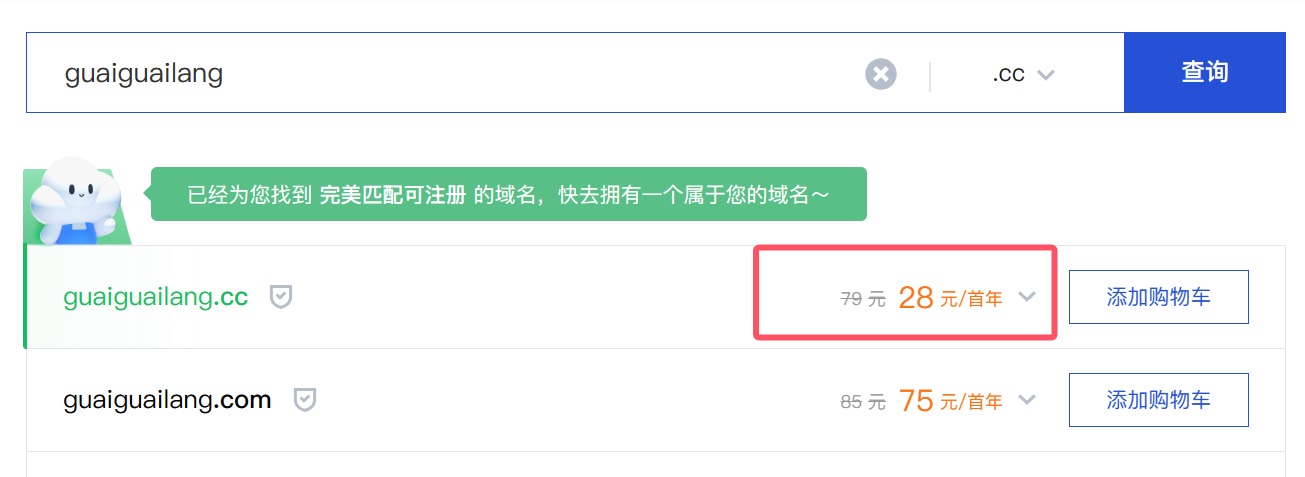 guaiguailang .cc 查询
已经为您找到 完美匹配可注册 的域名，快去拥有一个属于您的域名～
guaiguailang.cc 79 元 28 元/首年 添加购物车
guaiguailang.com 85 元 75 元/首年 添加购物车